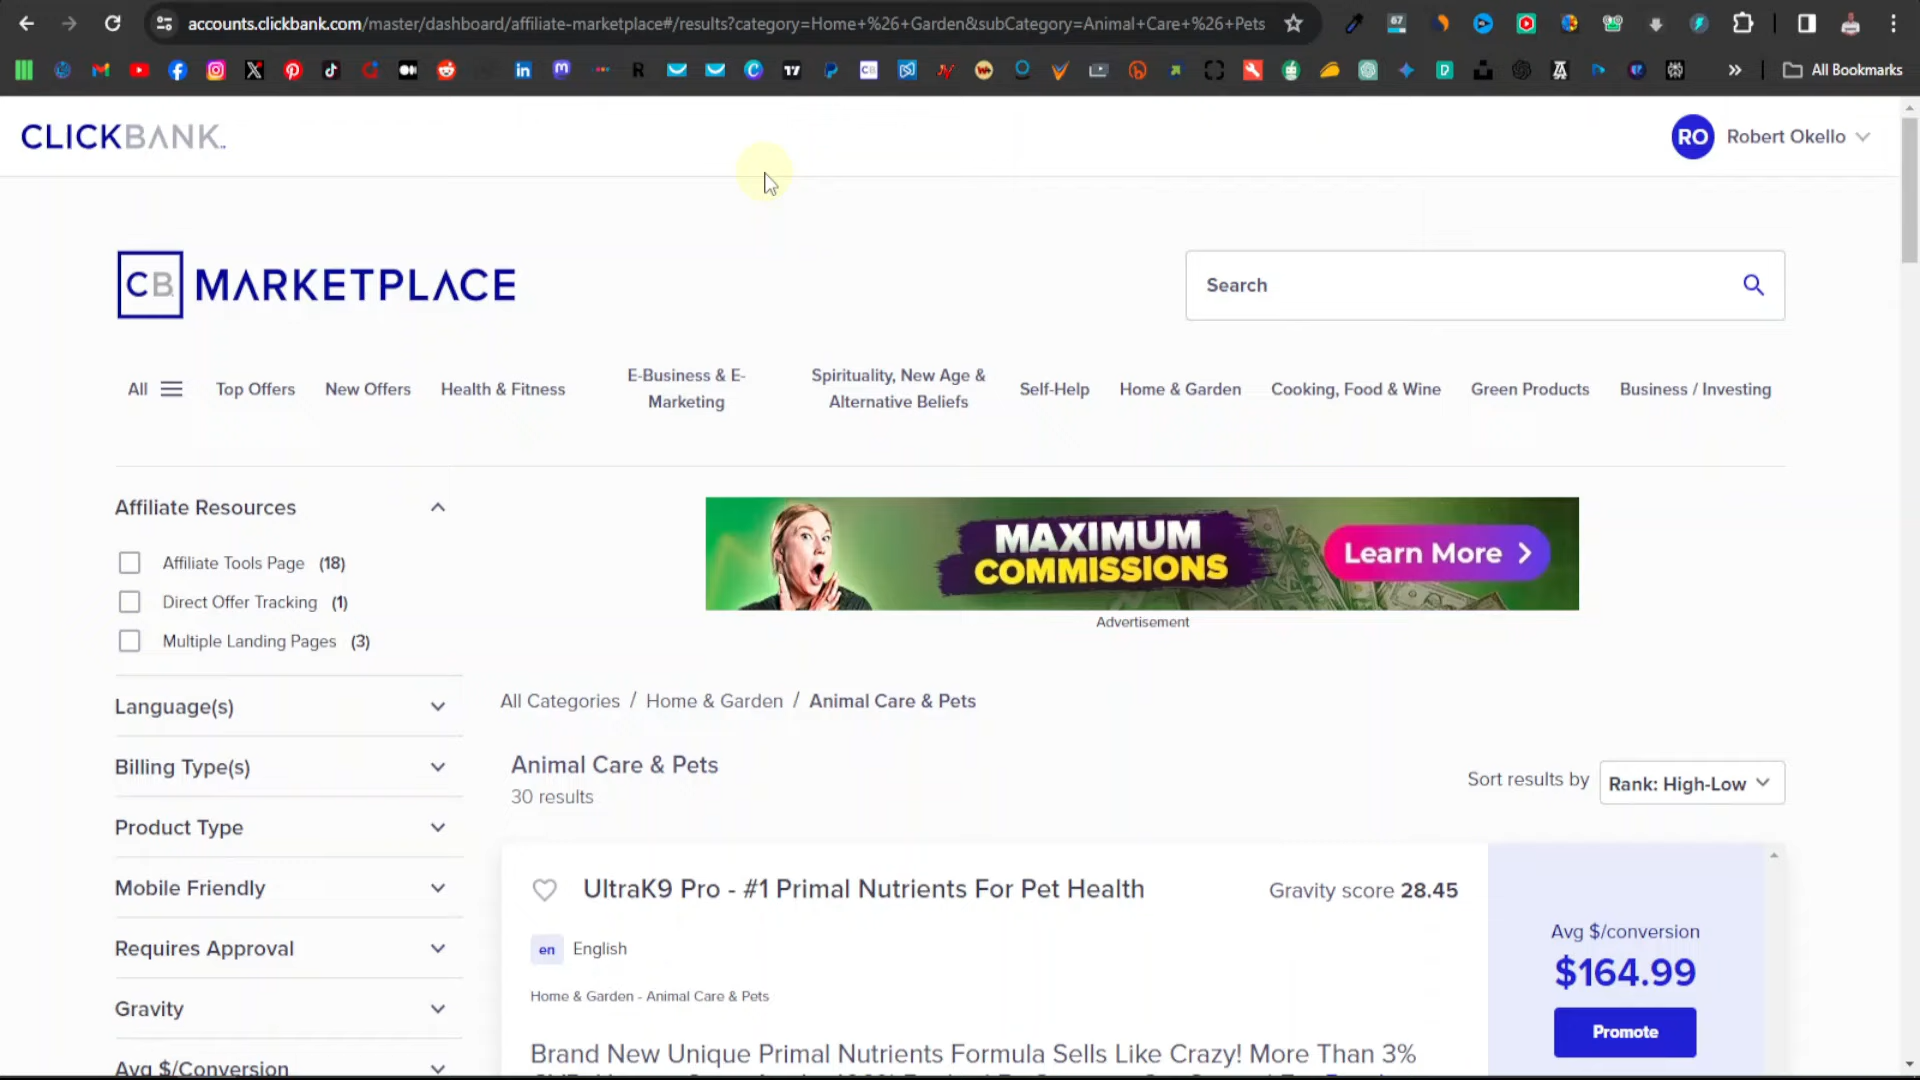 accounts.clickbank.com/master/dashboard/affiliate-marketplace#/results?category=Home+%26+Garden&subCategory=Animal+Care+%26+Pets
All Bookmarks
CLICKBANK
RO Robert Okello
CB MARKETPLACE
Search
All
Top Offers
New Offers
Health & Fitness
E-Business & E-
Marketing
Spirituality, New Age &
Alternative Beliefs
Self-Help
Home & Garden
Cooking, Food & Wine
Green Products
Business / Investing
Affiliate Resources
Affiliate Tools Page (18)
Direct Offer Tracking (1)
Multiple Landing Pages (3)
Language(s)
Billing Type(s)
Product Type
Mobile Friendly
Requires Approval
Gravity
Avg $/Conversion
MAXIMUM
COMMISSIONS
Learn More
Advertisement
All Categories / Home & Garden / Animal Care & Pets
Animal Care & Pets
30 results
Sort results by Rank: High-Low
UltraK9 Pro - #1 Primal Nutrients For Pet Health
Gravity score 28.45
en English
Home & Garden - Animal Care & Pets
Brand New Unique Primal Nutrients Formula Sells Like Crazy! More Than 3%
Avg $/conversion
$164.99
Promote